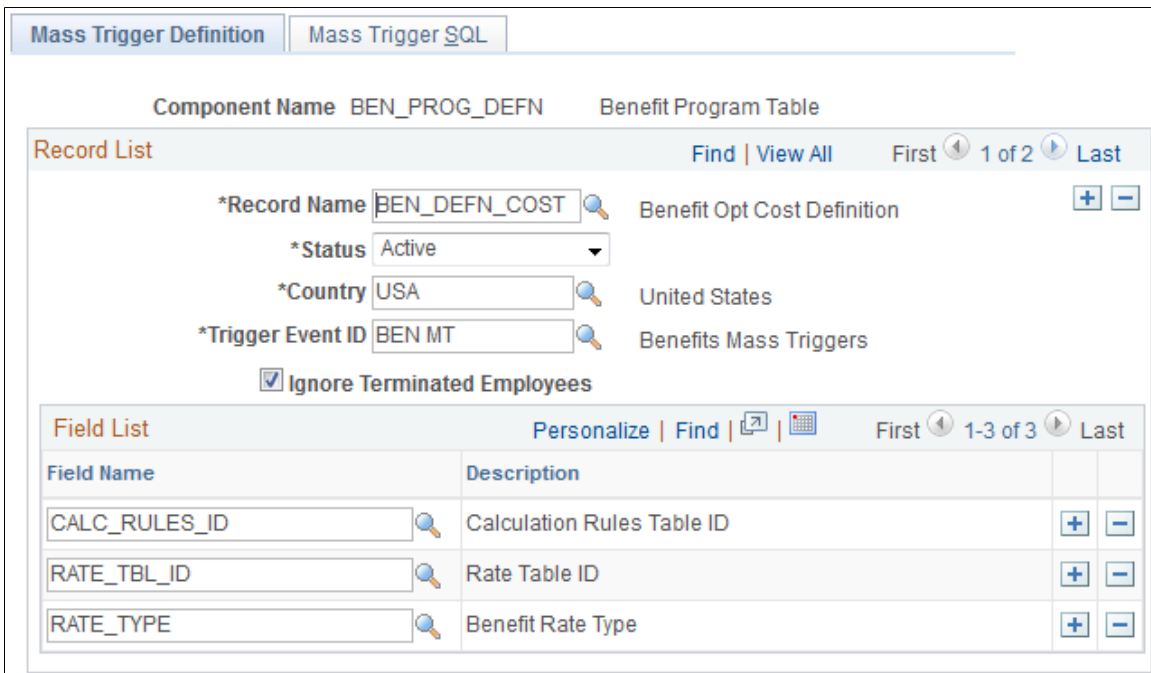 Mass Trigger Definition Mass Trigger SQL
Component Name BEN_PROG_DEFN Benefit Program Table
Record List Find | View All First 1 of 2 Last
*Record Name BEN_DEFN_COST Benefit Opt Cost Definition
*Status Active
*Country USA United States
*Trigger Event ID BEN MT Benefits Mass Triggers
Ignore Terminated Employees
Field List Personalize | Find | | First 1-3 of 3 Last
Field Name Description
CALC_RULES_ID Calculation Rules Table ID
RATE_TBL_ID Rate Table ID
RATE_TYPE Benefit Rate Type